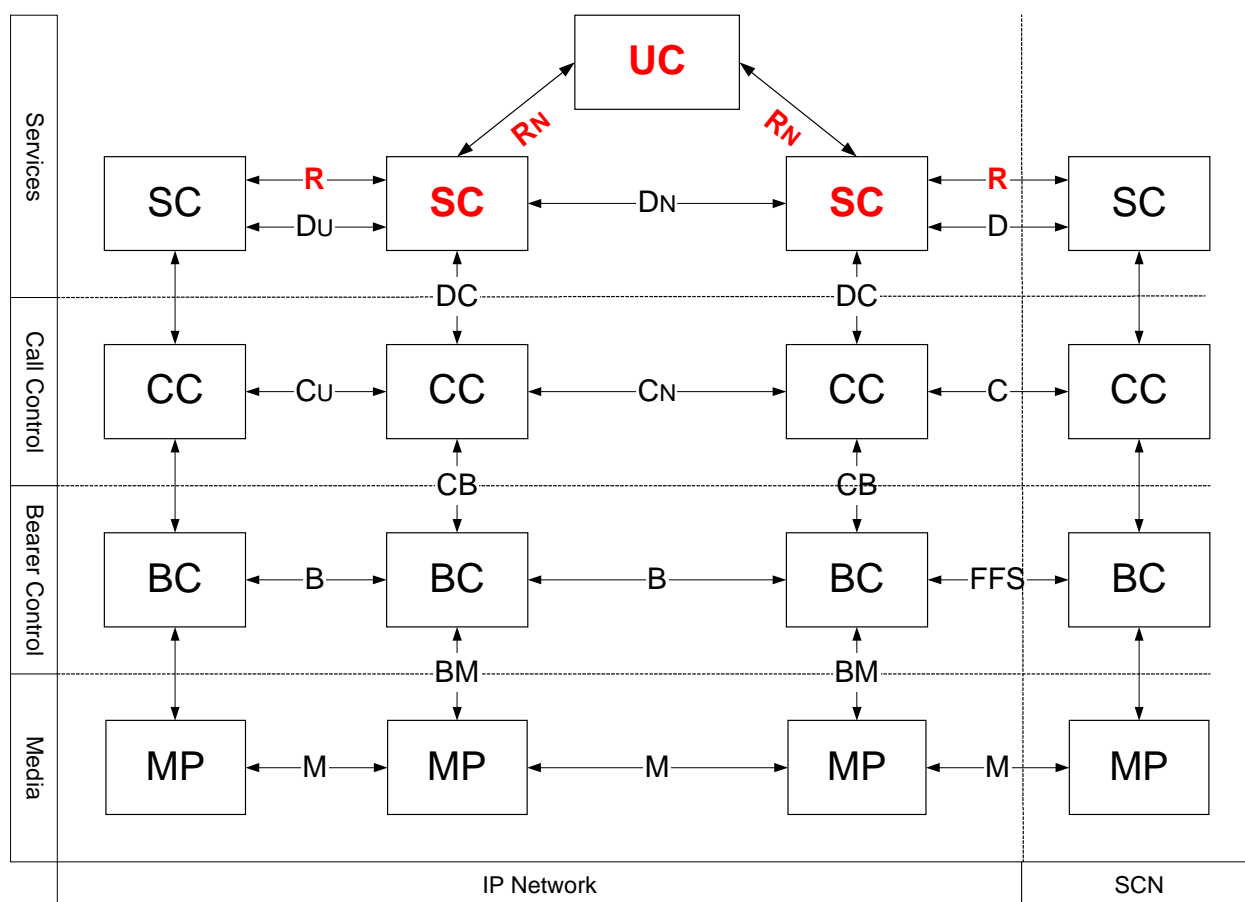 UC
RN
RN
Services
SC
R
DU
SC
DN
SC
R
D
SC
DC
DC
Call Control
CC
CU
CC
CN
CC
C
CC
CB
CB
Bearer Control
BC
B
BC
B
BC
FFS
BC
BM
BM
Media
MP
M
MP
M
MP
M
MP
IP Network
SCN